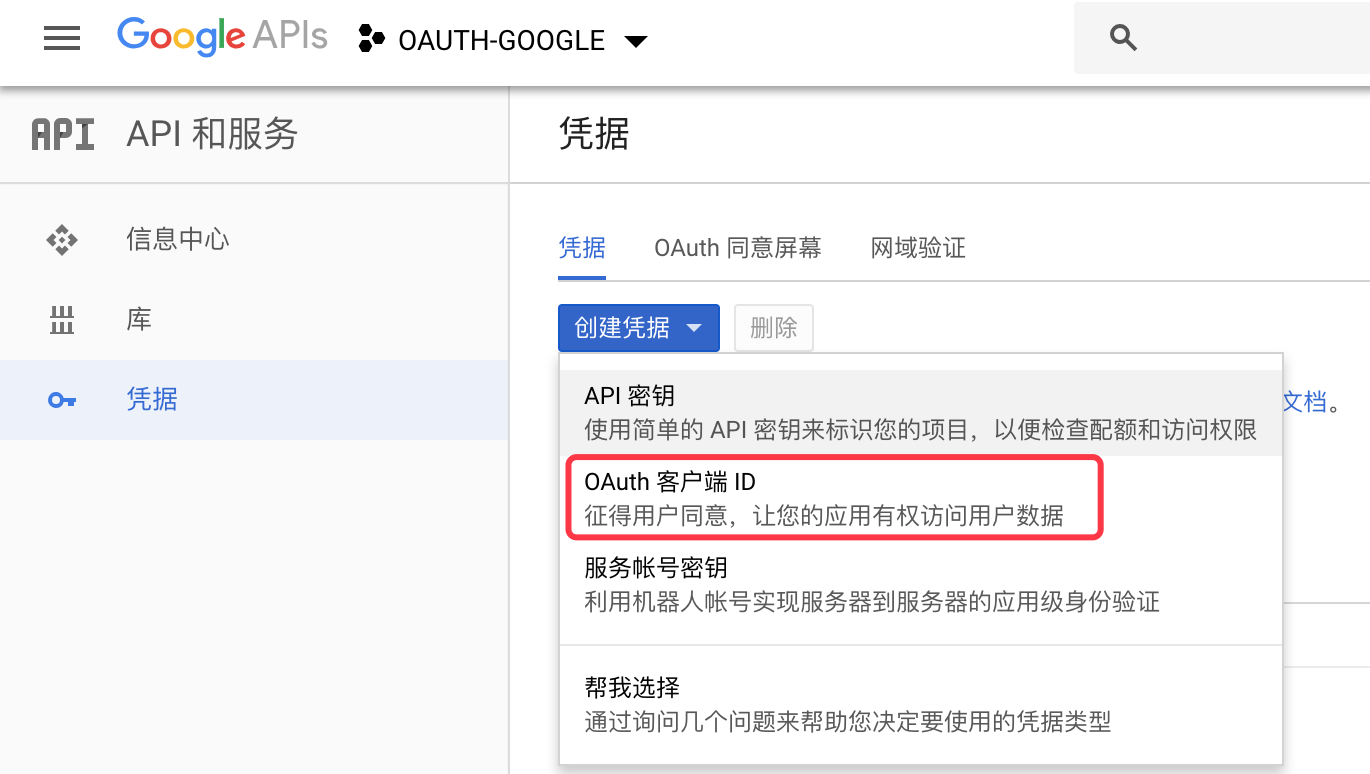 Google APIs OAUTH-GOOGLE
API API 和服务
凭据
信息中心
库
凭据
凭据 OAuth 同意屏幕 网域验证
创建凭据 删除
API 密钥
使用简单的 API 密钥来标识您的项目，以便检查配额和访问权限
文档。
OAuth 客户端 ID
征得用户同意，让您的应用有权访问用户数据
服务帐号密钥
利用机器人帐号实现服务器到服务器的应用级身份验证
帮我选择
通过询问几个问题来帮助您决定要使用的凭据类型